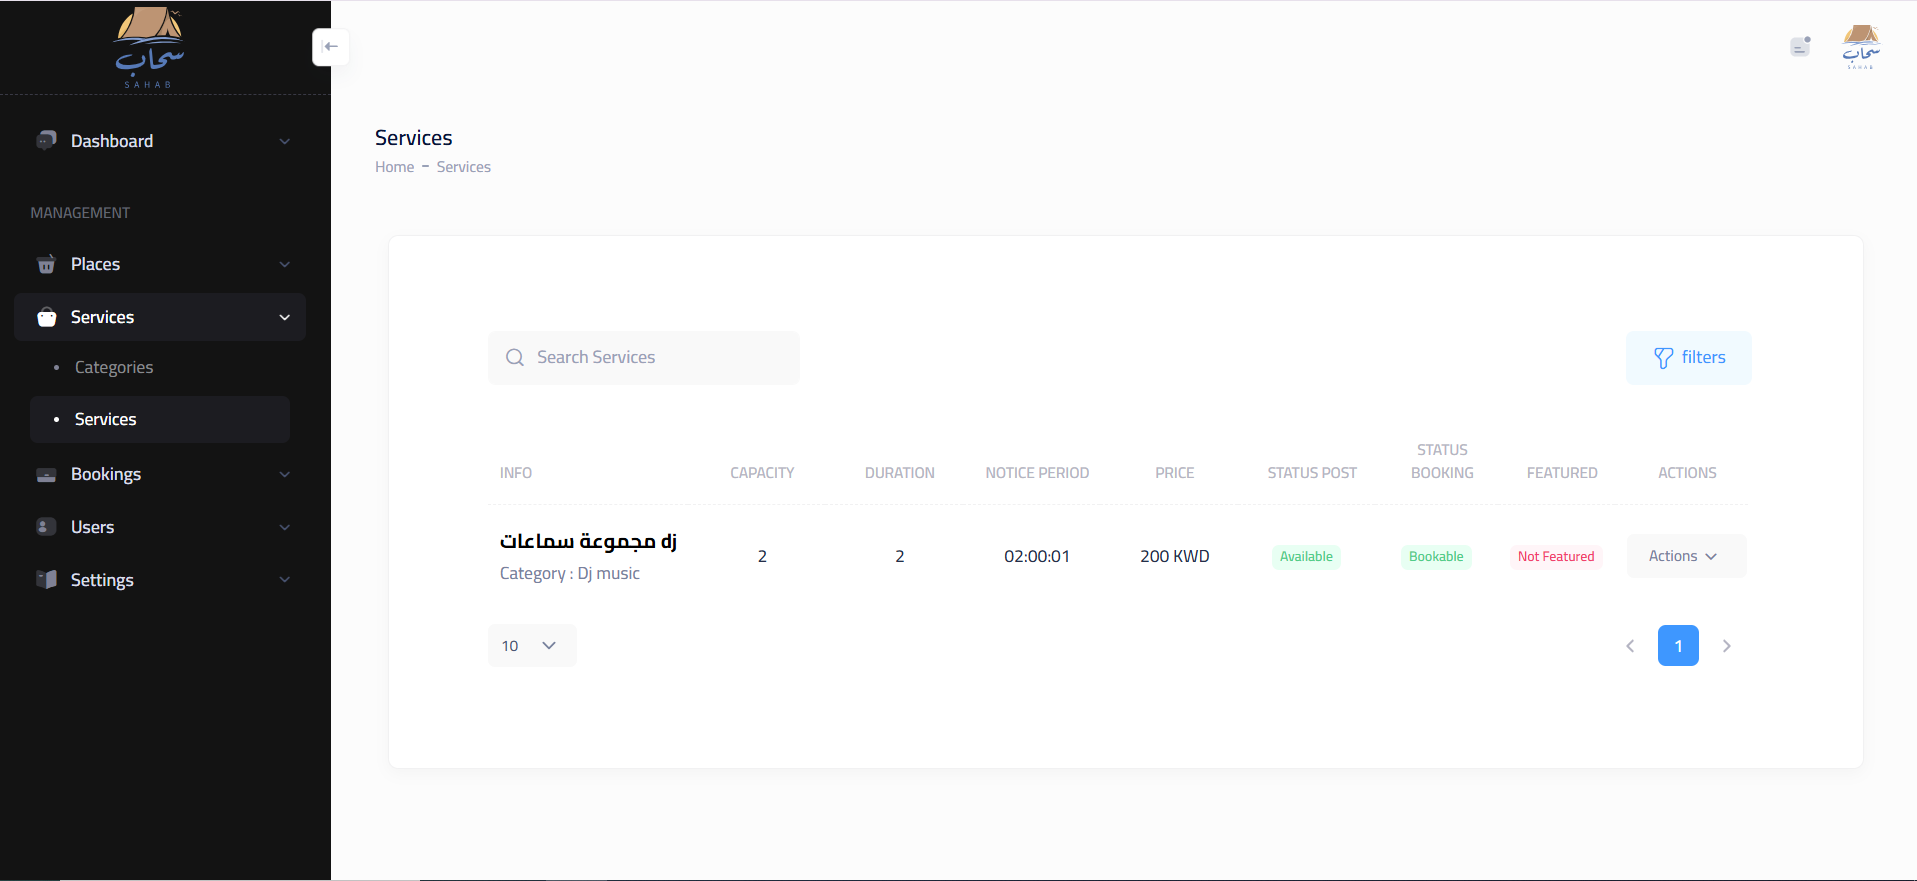 سحاب
SAHAB
Dashboard
MANAGEMENT
Places
Services
Categories
Services
Bookings
Users
Settings
سحاب
SAHAB
Services
Home - Services
Search Services
filters
INFO CAPACITY DURATION NOTICE PERIOD PRICE STATUS POST STATUS BOOKING FEATURED ACTIONS
مجموعة سماعات dj 2 2 02:00:01 200 KWD Available Bookable Not Featured Actions
Category : Dj music
10 1